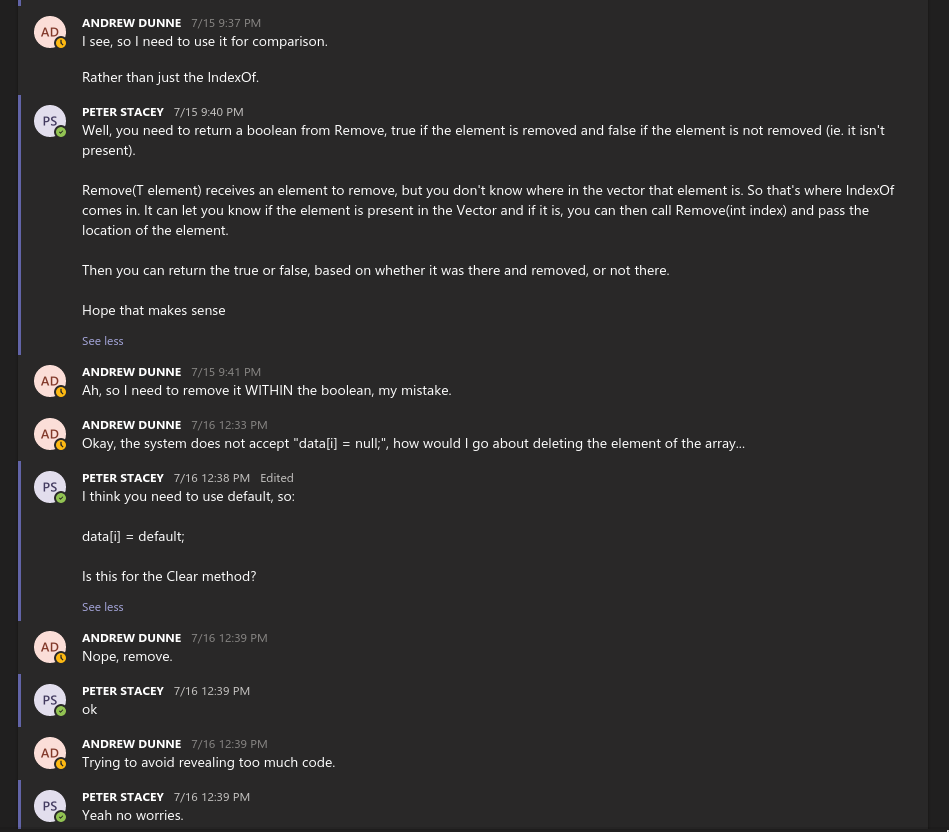 AD ANDREW DUNNE 7/15 9:37 PM
I see, so I need to use it for comparison.
Rather than just the IndexOf.
PS PETER STACEY 7/15 9:40 PM
Well, you need to return a boolean from Remove, true if the element is removed and false if the element is not removed (ie. it isn't
present).
Remove(T element) receives an element to remove, but you don't know where in the vector that element is. So that's where IndexOf
comes in. It can let you know if the element is present in the Vector and if it is, you can then call Remove(int index) and pass the
location of the element.
Then you can return the true or false, based on whether it was there and removed, or not there.
Hope that makes sense
See less
AD ANDREW DUNNE 7/15 9:41 PM
Ah, so I need to remove it WITHIN the boolean, my mistake.
AD ANDREW DUNNE 7/16 12:33 PM
Okay, the system does not accept "data[i] = null;", how would I go about deleting the element of the array...
PS PETER STACEY 7/16 12:38 PM Edited
I think you need to use default, so:
data[i] = default;
Is this for the Clear method?
See less
AD ANDREW DUNNE 7/16 12:39 PM
Nope, remove.
PS PETER STACEY 7/16 12:39 PM
ok
AD ANDREW DUNNE 7/16 12:39 PM
Trying to avoid revealing too much code.
PS PETER STACEY 7/16 12:39 PM
Yeah no worries.